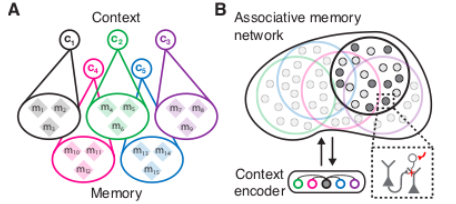 A
Context
C1
C2
C3
C4
C5
m1
m2
m3
m4
m5
m6
m7
m8
m9
m10
m11
m12
m13
m14
m15
Memory
B
Associative memory
network
Context
encoder